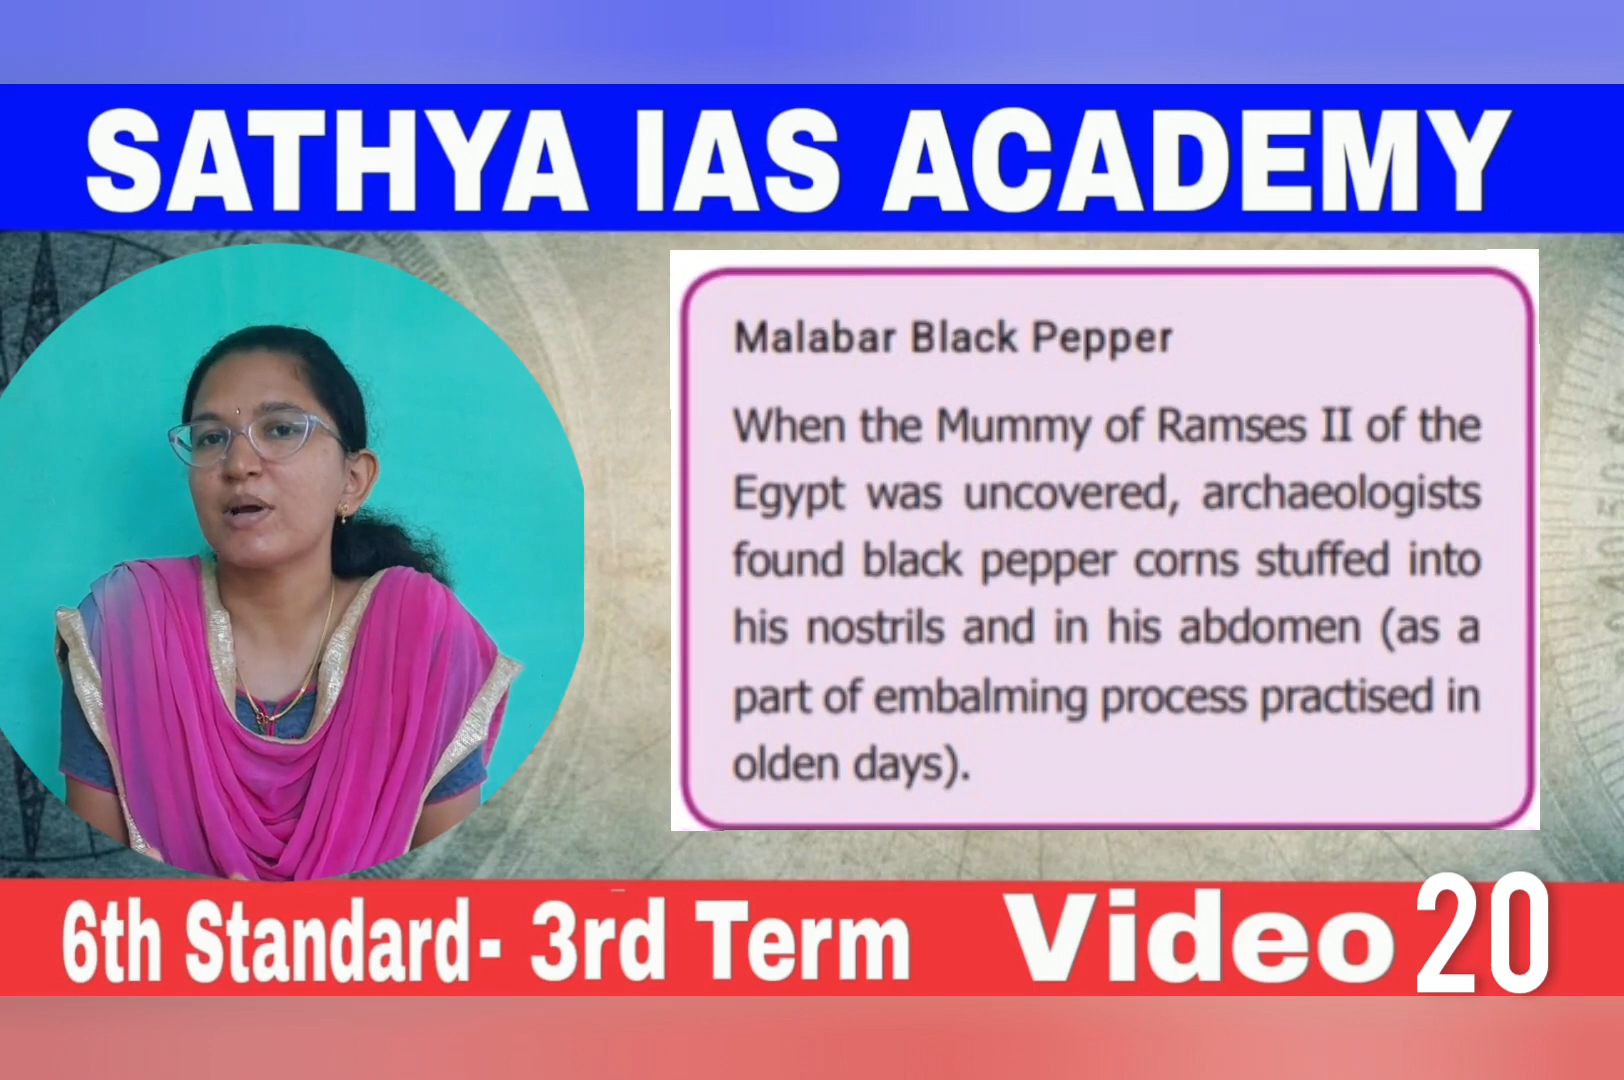 SATHYA IAS ACADEMY
Malabar Black Pepper
When the Mummy of Ramses II of the
Egypt was uncovered, archaeologists
found black pepper corns stuffed into
his nostrils and in his abdomen (as a
part of embalming process practised in
olden days).
6th Standard- 3rd Term Video 20